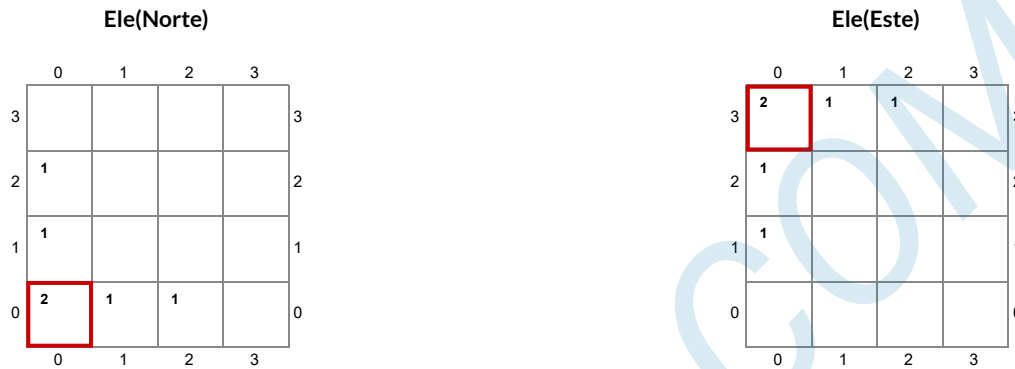 Ele(Norte) Ele(Este)
0 1 2 3 0 1 2 3
3 3 3 2 1 1
2 1 2 2 1
1 1 1 1 1
0 2 1 1 0 0
0 1 2 3 0 1 2 3
COM